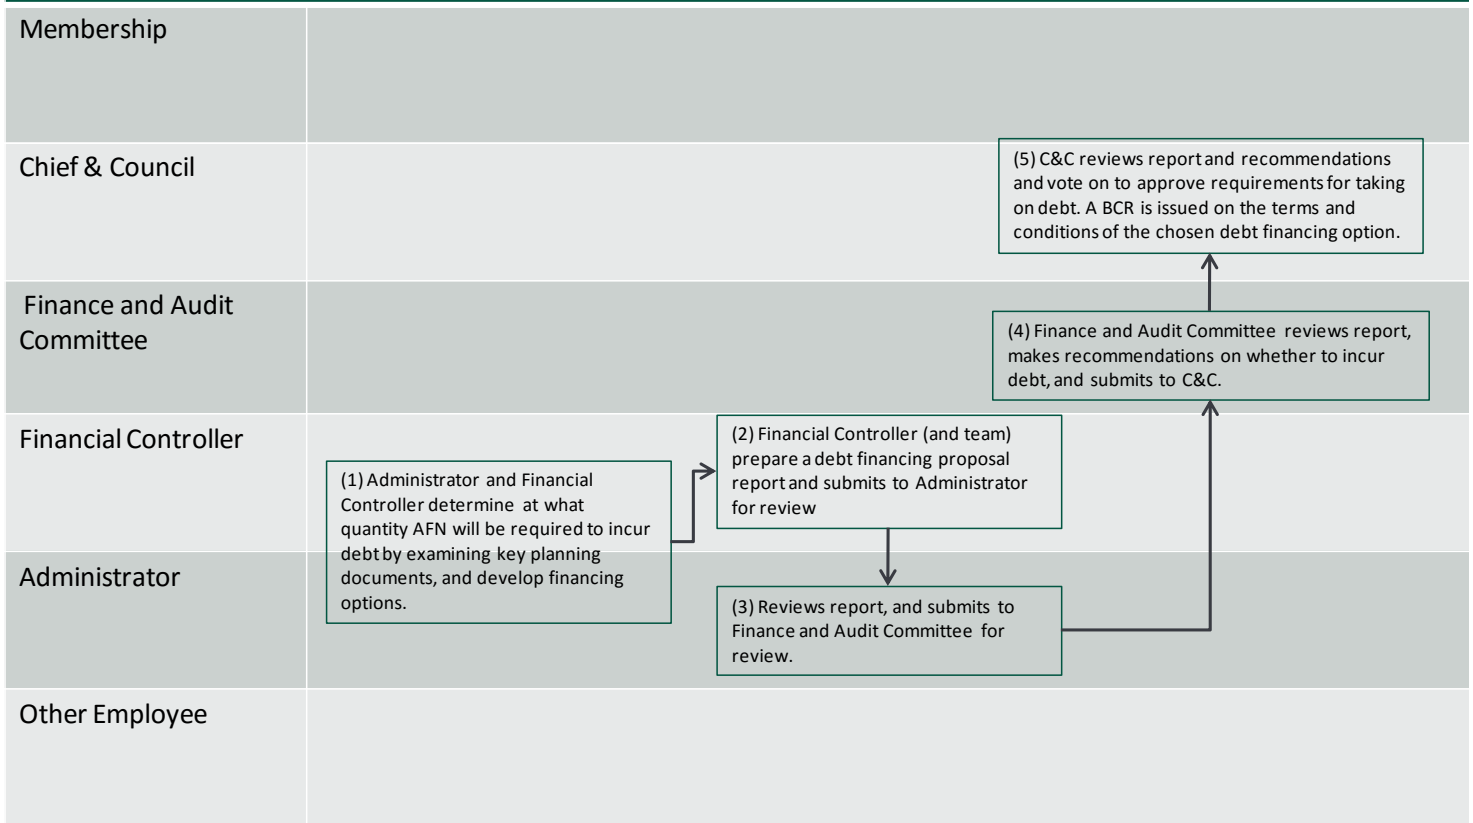 Membership
Chief & Council
(5) C&C reviews report and recommendations
and vote on to approve requirements for taking
on debt. A BCR is issued on the terms and
conditions of the chosen debt financing option.
Finance and Audit
Committee
(4) Finance and Audit Committee reviews report,
makes recommendations on whether to incur
debt, and submits to C&C.
Financial Controller
(1) Administrator and Financial
Controller determine at what
quantity AFN will be required to incur
debt by examining key planning
documents, and develop financing
options.
(2) Financial Controller (and team)
prepare a debt financing proposal
report and submits to Administrator
for review
Administrator
(3) Reviews report, and submits to
Finance and Audit Committee for
review.
Other Employee